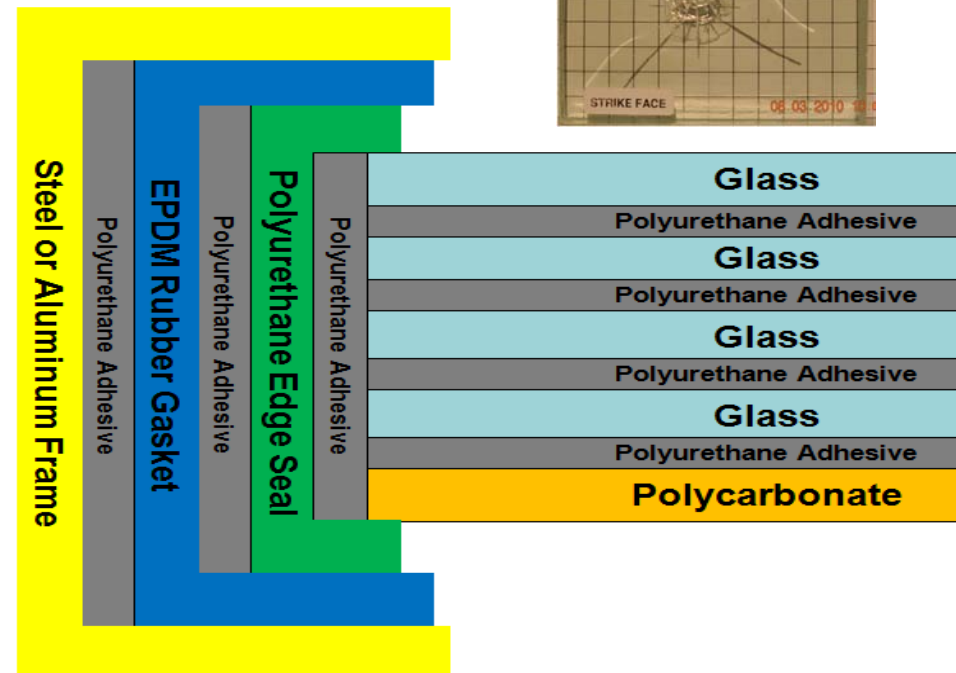 STRIKE FACE
06 03 2010
Steel or Aluminum Frame
Polyurethane Adhesive
EPDM Rubber Gasket
Polyurethane Adhesive
Polyurethane Edge Seal
Polyurethane Adhesive
Glass
Polyurethane Adhesive
Glass
Polyurethane Adhesive
Glass
Polyurethane Adhesive
Glass
Polyurethane Adhesive
Polycarbonate